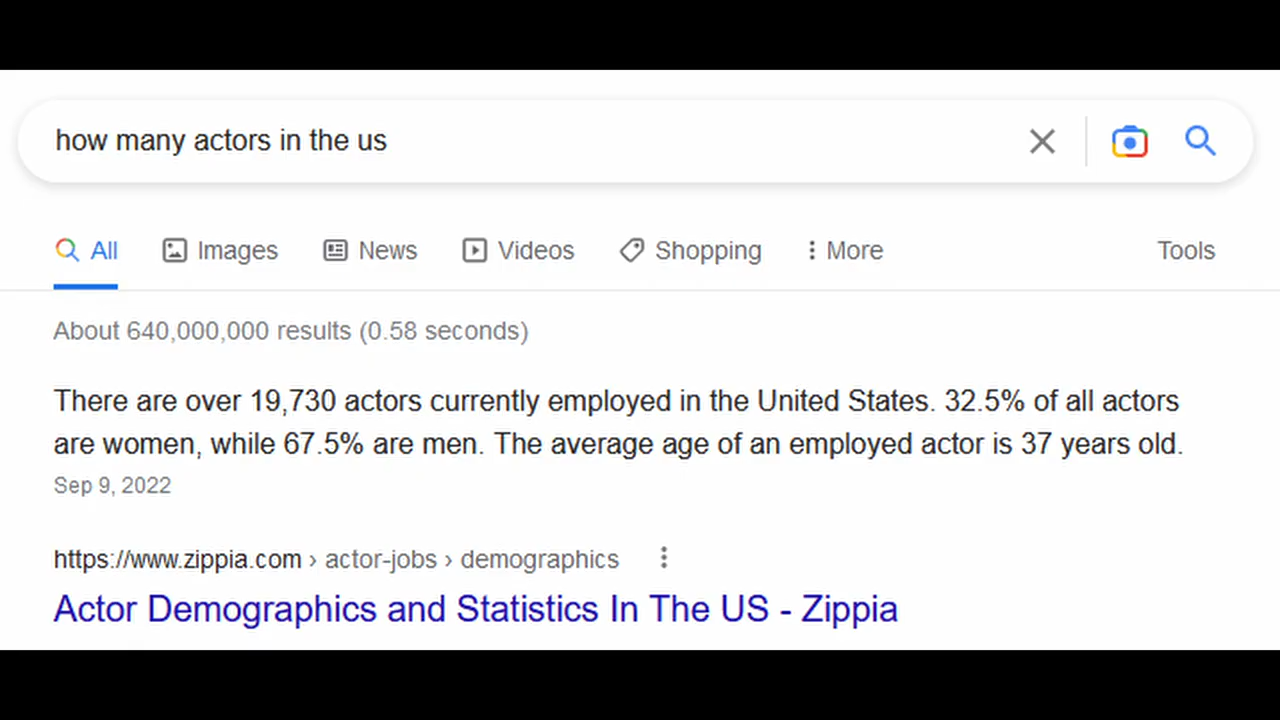 how many actors in the us
All Images News Videos Shopping More Tools
About 640,000,000 results (0.58 seconds)
There are over 19,730 actors currently employed in the United States. 32.5% of all actors
are women, while 67.5% are men. The average age of an employed actor is 37 years old.
Sep 9, 2022
https://www.zippia.com › actor-jobs › demographics
Actor Demographics and Statistics In The US - Zippia